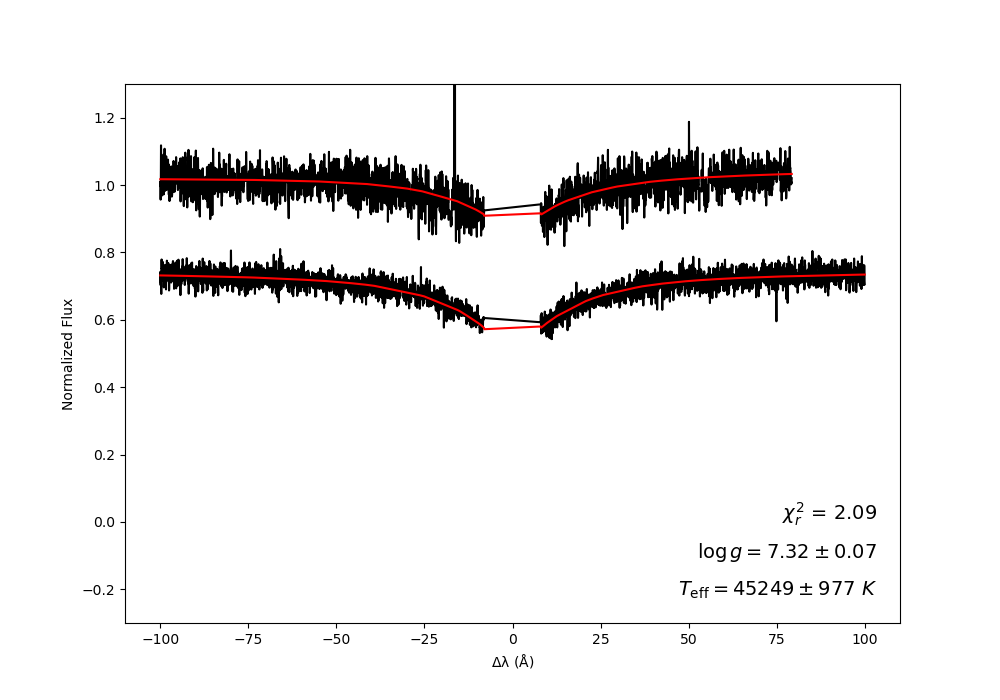 1.2
1.0
0.8
0.6
0.4
0.2
0.0
−0.2
Normalized Flux
χ²ᵣ = 2.09
log g = 7.32 ± 0.07
T_eff = 45249 ± 977 K
−100 −75 −50 −25 0 25 50 75 100
Δλ (Å)